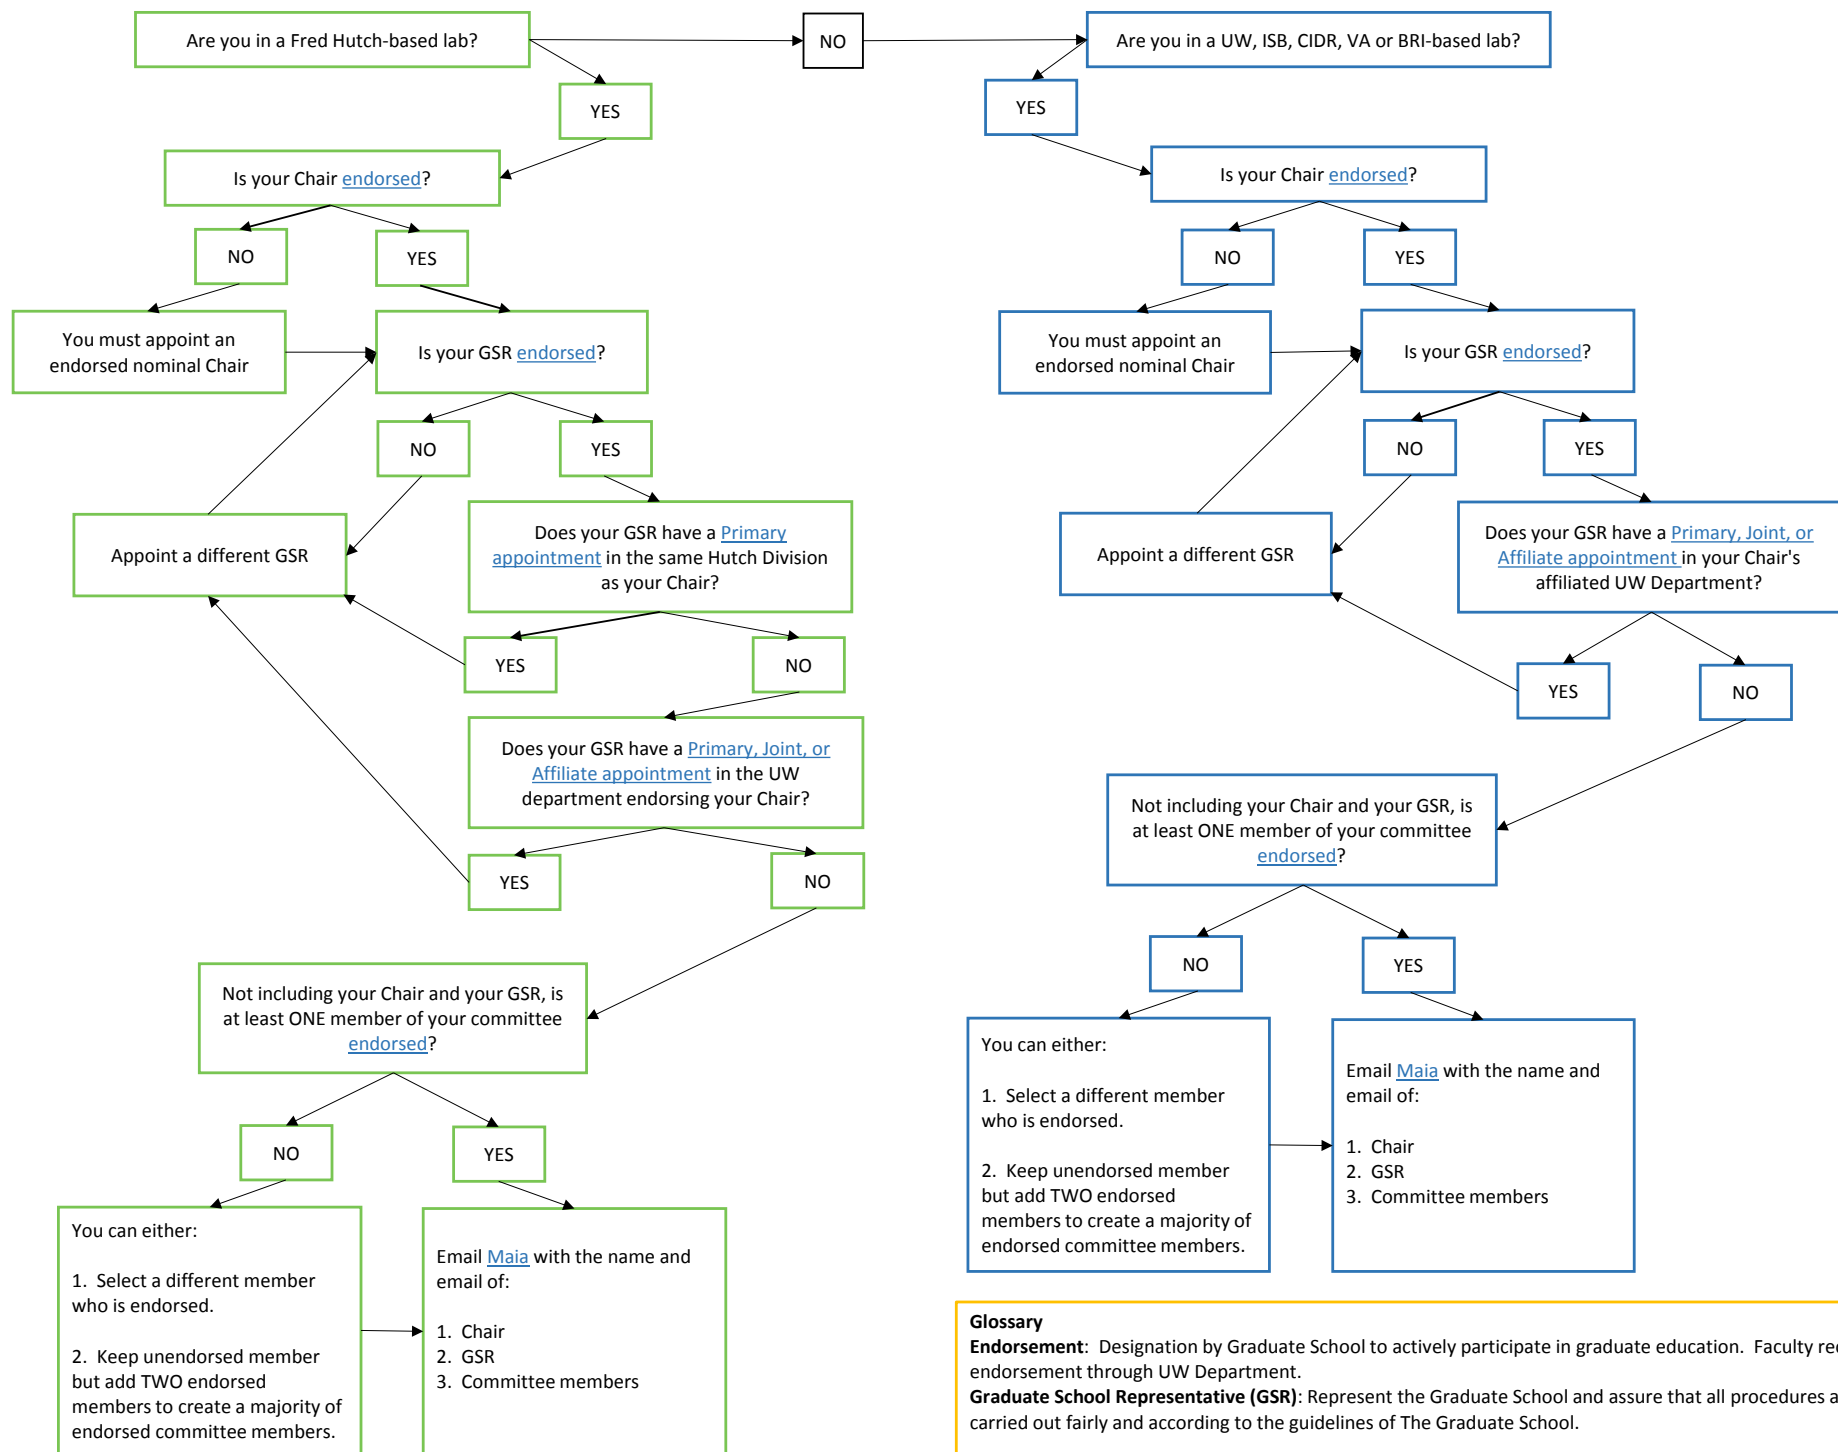 Are you in a Fred Hutch-based lab?
NO
Are you in a UW, ISB, CIDR, VA or BRI-based lab?
YES
Is your Chair endorsed?
NO
YES
You must appoint an
endorsed nominal Chair
Is your GSR endorsed?
NO
YES
Appoint a different GSR
Does your GSR have a Primary
appointment in the same Hutch Division
as your Chair?
YES
NO
Does your GSR have a Primary, Joint, or
Affiliate appointment in the UW
department endorsing your Chair?
YES
NO
Not including your Chair and your GSR, is
at least ONE member of your committee
endorsed?
NO
YES
You can either:
1. Select a different member
who is endorsed.
2. Keep unendorsed member
but add TWO endorsed
members to create a majority of
endorsed committee members.
Email Maia with the name and
email of:
1. Chair
2. GSR
3. Committee members
YES
Is your Chair endorsed?
NO
YES
You must appoint an
endorsed nominal Chair
Is your GSR endorsed?
NO
YES
Appoint a different GSR
Does your GSR have a Primary, Joint, or
Affiliate appointment in your Chair's
affiliated UW Department?
YES
NO
Not including your Chair and your GSR, is
at least ONE member of your committee
endorsed?
NO
YES
You can either:
1. Select a different member
who is endorsed.
2. Keep unendorsed member
but add TWO endorsed
members to create a majority of
endorsed committee members.
Email Maia with the name and
email of:
1. Chair
2. GSR
3. Committee members
Glossary
Endorsement: Designation by Graduate School to actively participate in graduate education. Faculty
endorsement through UW Department.
Graduate School Representative (GSR): Represent the Graduate School and assure that all procedures
carried out fairly and according to the guidelines of The Graduate School.